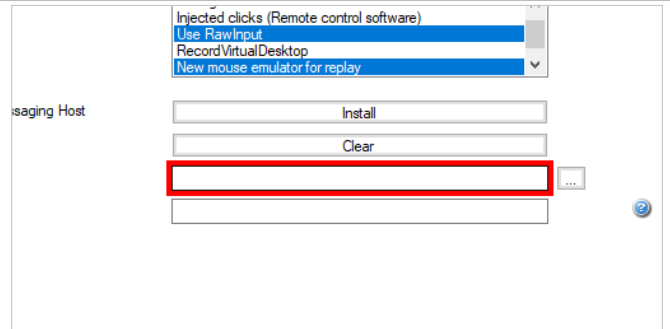 Injected clicks (Remote control software)
Use RawInput
RecordVirtualDesktop
New mouse emulator for replay
ssaging Host
Install
Clear
...
?